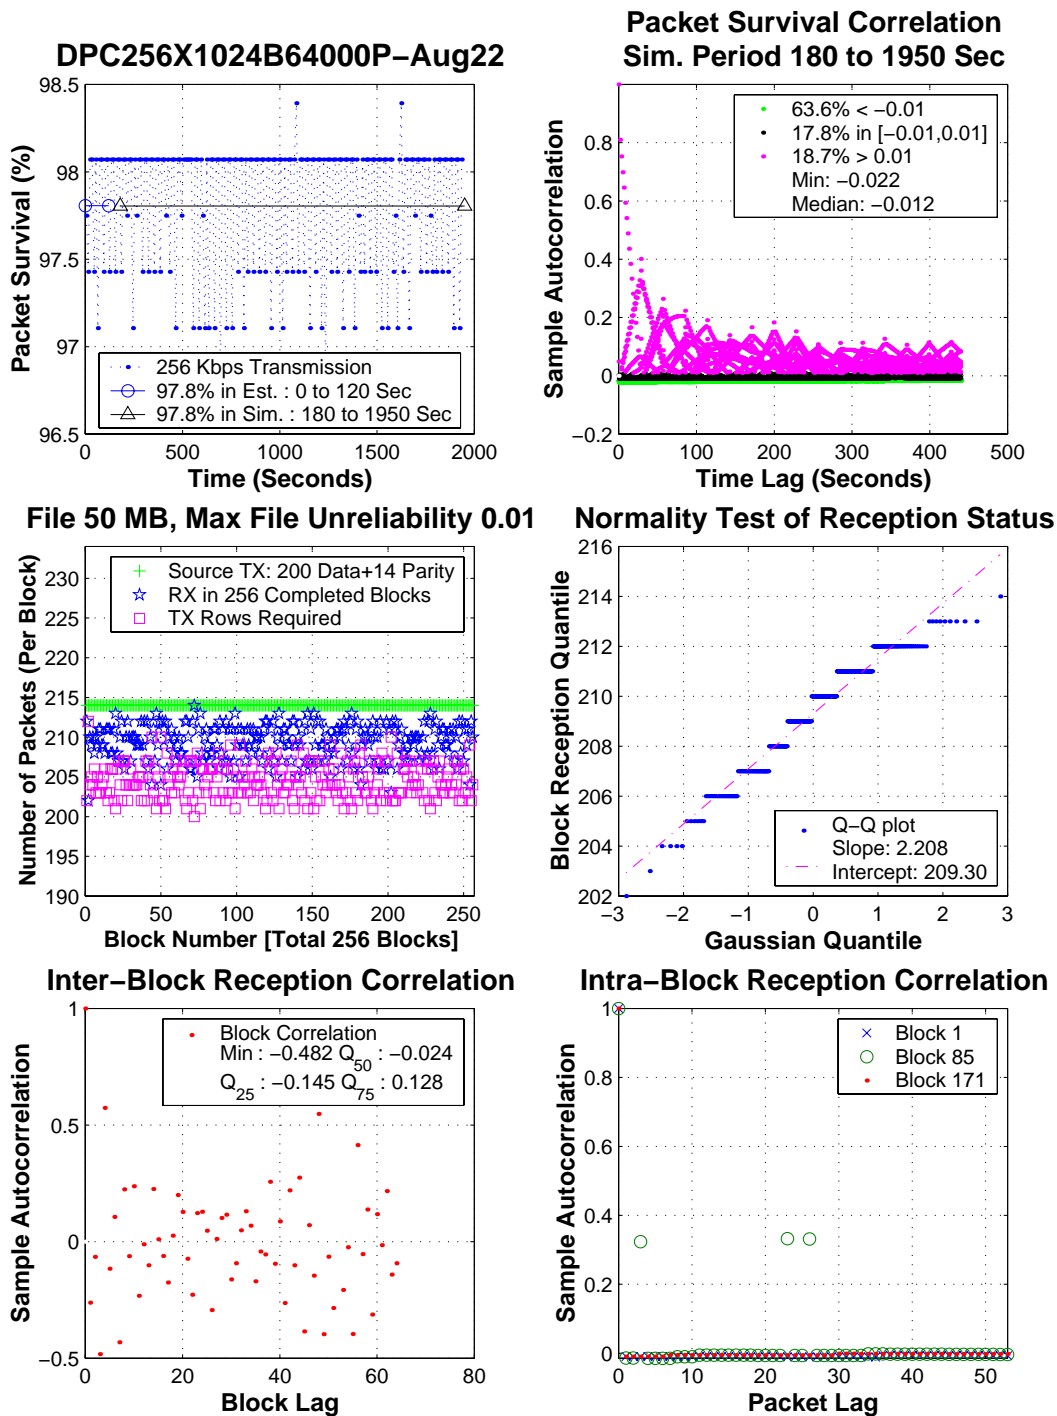 DPC256X1024B64000P−Aug22
98.5
98
97.5
97
96.5
0
500
1000
1500
2000
Packet Survival (%)
Time (Seconds)
256 Kbps Transmission
97.8% in Est. : 0 to 120 Sec
97.8% in Sim. : 180 to 1950 Sec
Packet Survival Correlation
Sim. Period 180 to 1950 Sec
0.8
0.6
0.4
0.2
0
−0.2
0
100
200
300
400
500
Sample Autocorrelation
Time Lag (Seconds)
63.6% < −0.01
17.8% in [−0.01,0.01]
18.7% > 0.01
Min: −0.022
Median: −0.012
File 50 MB, Max File Unreliability 0.01
230
225
220
215
210
205
200
195
190
0
50
100
150
200
250
Number of Packets (Per Block)
Block Number [Total 256 Blocks]
Source TX: 200 Data+14 Parity
RX in 256 Completed Blocks
TX Rows Required
Normality Test of Reception Status
216
214
212
210
208
206
204
202
−3
−2
−1
0
1
2
3
Block Reception Quantile
Gaussian Quantile
Q−Q plot
Slope: 2.208
Intercept: 209.30
Inter−Block Reception Correlation
1
0.5
0
−0.5
0
20
40
60
80
Sample Autocorrelation
Block Lag
Block Correlation
Min : −0.482 Q50 : −0.024
Q25 : −0.145 Q75 : 0.128
Intra−Block Reception Correlation
1
0.8
0.6
0.4
0.2
0
0
10
20
30
40
50
Sample Autocorrelation
Packet Lag
Block 1
Block 85
Block 171